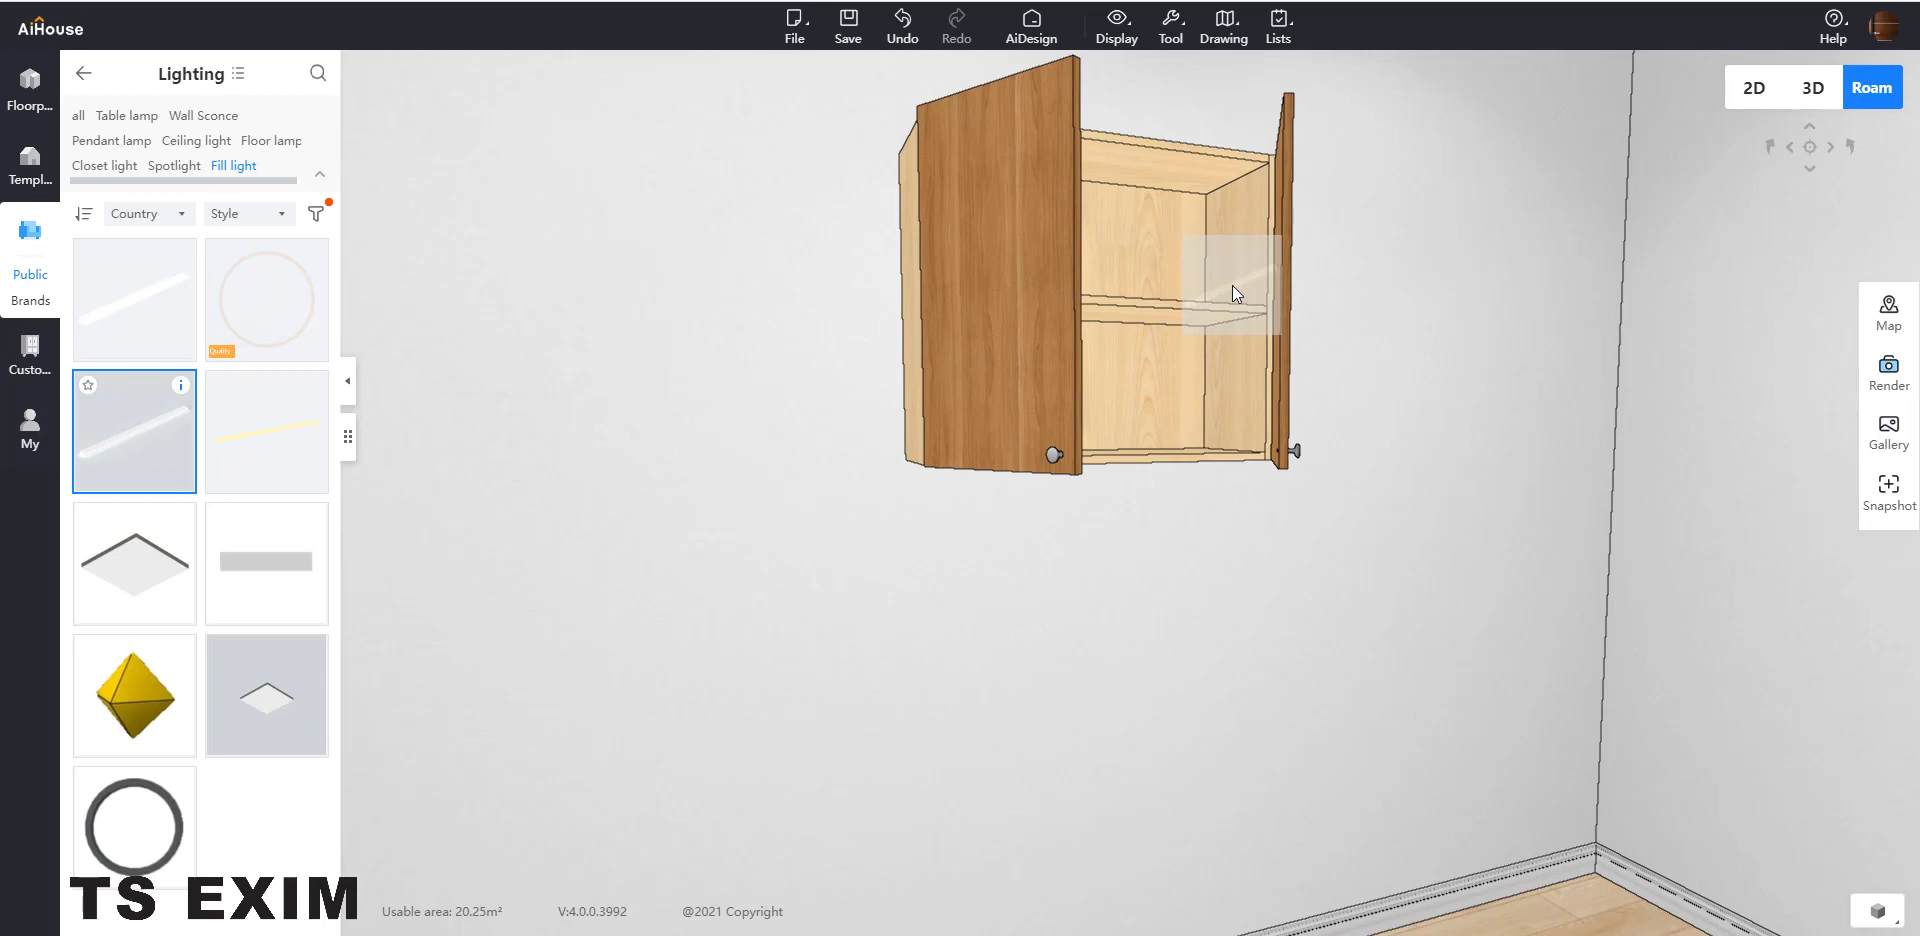 AiHouse
File
Save
Undo
Redo
AiDesign
Display
Tool
Drawing
Lists
Help
Floorp...
Templ...
Public
Brands
Custo...
My
Lighting
all Table lamp Wall Sconce
Pendant lamp Ceiling light Floor lamp
Closet light Spotlight Fill light
Country Style
Quality
TS EXIM
Usable area: 20.25m² V:4.0.0.3992 @2021 Copyright
2D 3D Roam
Map
Render
Gallery
Snapshot